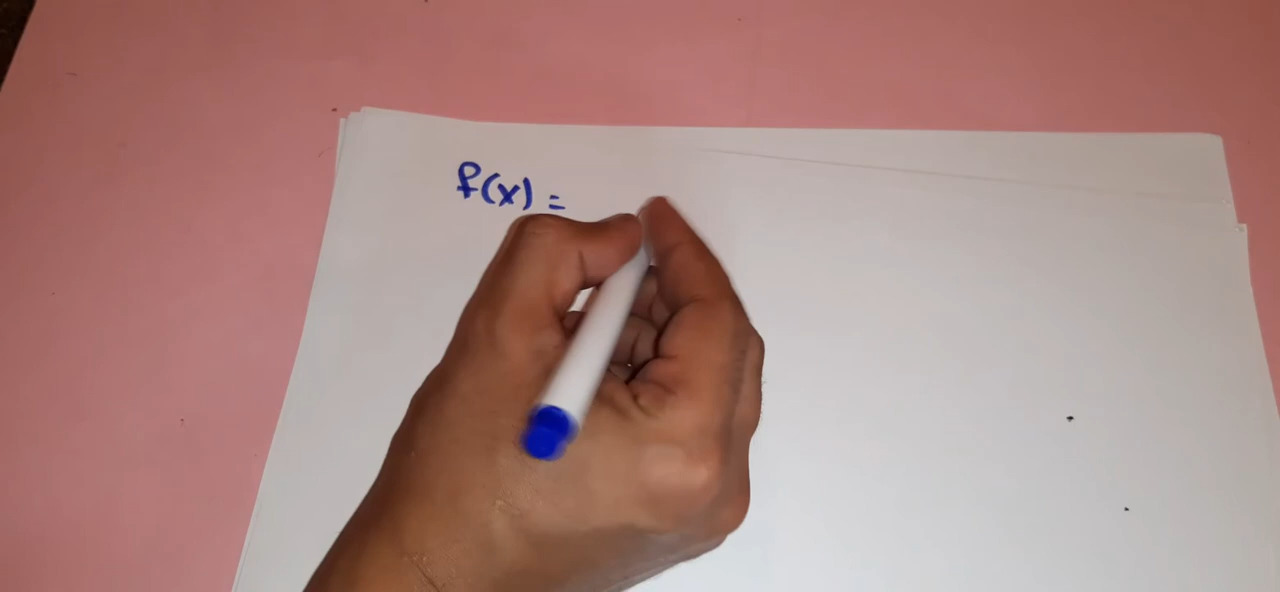 f(x) =